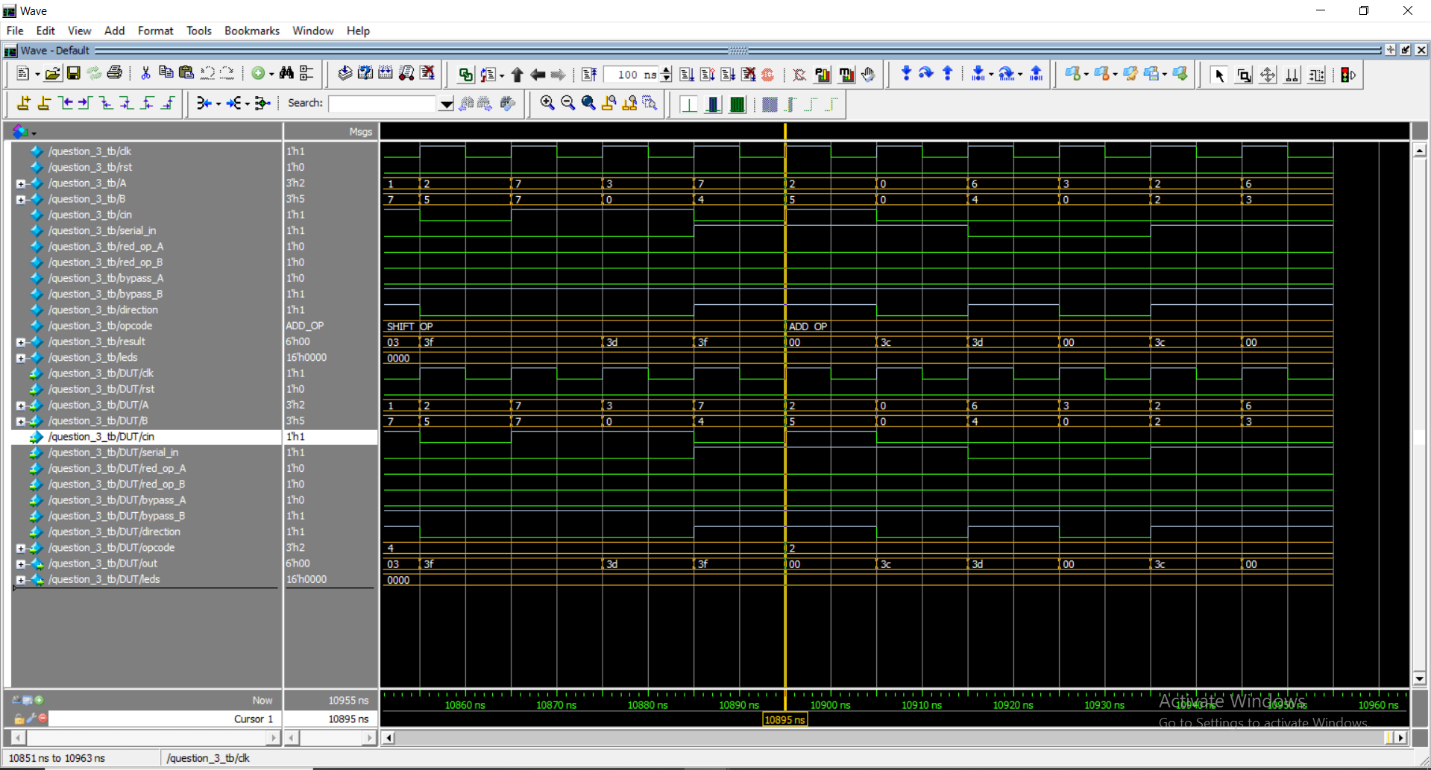 Wave
File Edit View Add Format Tools Bookmarks Window Help
Wave - Default
100 ns
Search:
Msgs
/question_3_tb/clk 1'h1
/question_3_tb/rst 1'h0
/question_3_tb/A 3'h2 1 2 7 3 7 2 0 6 3 2 6
/question_3_tb/B 3'h5 7 5 7 0 4 5 0 4 0 2 3
/question_3_tb/cin 1'h1
/question_3_tb/serial_in 1'h1
/question_3_tb/red_op_A 1'h0
/question_3_tb/red_op_B 1'h0
/question_3_tb/bypass_A 1'h0
/question_3_tb/bypass_B 1'h1
/question_3_tb/direction 1'h1
/question_3_tb/opcode ADD_OP SHIFT_OP ADD_OP
/question_3_tb/result 6'h00 03 3f 3d 3f 00 3c 3d 00 3c 00
/question_3_tb/leds 16'h0000 0000
/question_3_tb/DUT/clk 1'h1
/question_3_tb/DUT/rst 1'h0
/question_3_tb/DUT/A 3'h2 1 2 7 3 7 2 0 6 3 2 6
/question_3_tb/DUT/B 3'h5 7 5 7 0 4 5 0 4 0 2 3
/question_3_tb/DUT/cin 1'h1
/question_3_tb/DUT/serial_in 1'h1
/question_3_tb/DUT/red_op_A 1'h0
/question_3_tb/DUT/red_op_B 1'h0
/question_3_tb/DUT/bypass_A 1'h0
/question_3_tb/DUT/bypass_B 1'h1
/question_3_tb/DUT/direction 1'h1
/question_3_tb/DUT/opcode 3'h2 4 2
/question_3_tb/DUT/out 6'h00 03 3f 3d 3f 00 3c 3d 00 3c 00
/question_3_tb/DUT/leds 16'h0000 0000
Now 10955 ns 10860 ns 10870 ns 10880 ns 10890 ns 10900 ns 10910 ns 10920 ns 10930 ns 10940 ns 10950 ns 10960 ns
Activate Windows
Cursor 1 10895 ns 10895 ns
Go to Settings to activate Windows.
10851 ns to 10963 ns /question_3_tb/clk